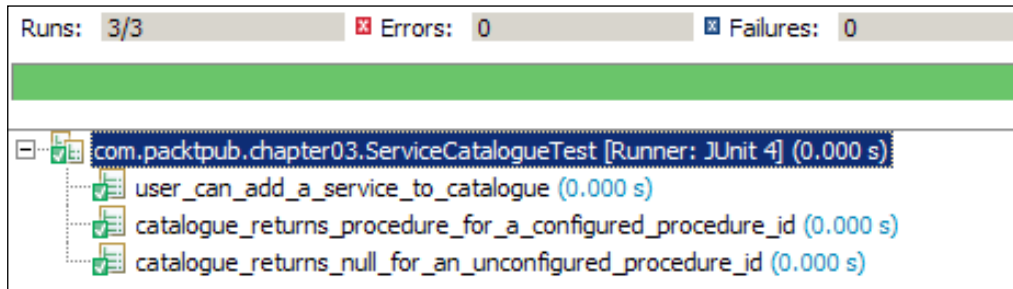 Runs: 3/3 Errors: 0 Failures: 0
com.packtpub.chapter03.ServiceCatalogueTest [Runner: JUnit 4] (0.000 s)
user_can_add_a_service_to_catalogue (0.000 s)
catalogue_returns_procedure_for_a_configured_procedure_id (0.000 s)
catalogue_returns_null_for_an_unconfigured_procedure_id (0.000 s)